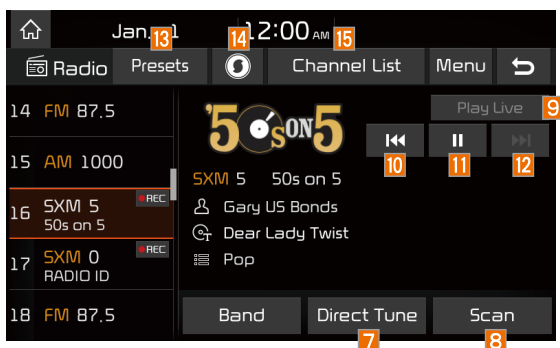 Jan. 1 12:00 AM
13 14 15
Radio Presets Channel List Menu
14 FM 87.5
15 AM 1000
16 SXM 5 REC
50s on 5
17 SXM 0 REC
RADIO ID
18 FM 87.5
'50s ON 5
Play Live 9
10 11 12
SXM 5 50s on 5
Gary US Bonds
Dear Lady Twist
Pop
Band Direct Tune Scan
7 8